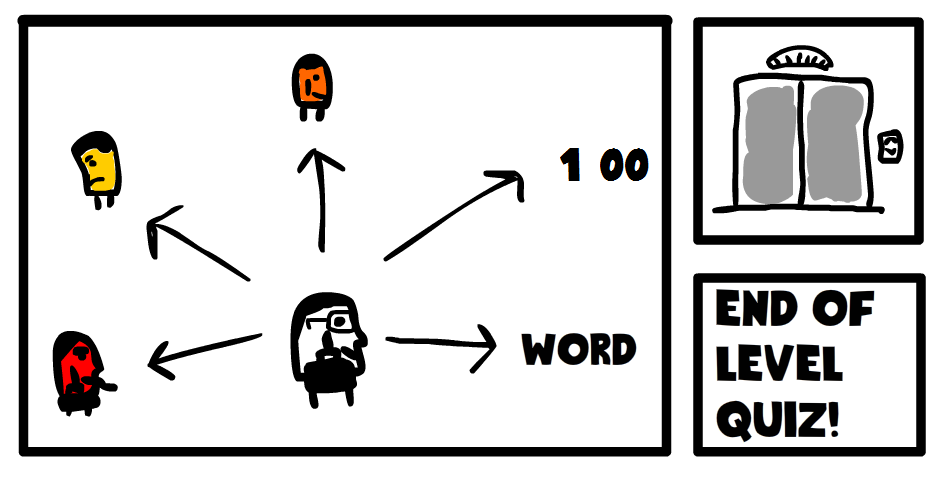 1 00
WORD
END OF
LEVEL
QUIZ!